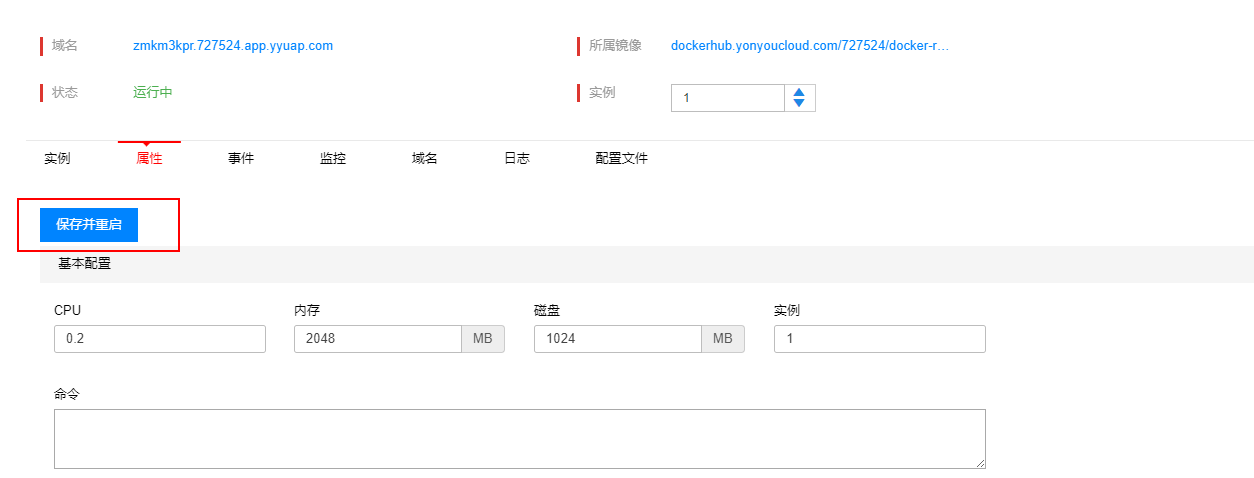 域名 zmkm3kpr.727524.app.yyuap.com 所属镜像 dockerhub.yonyoucloud.com/727524/docker-r...
状态 运行中 实例 1
实例 属性 事件 监控 域名 日志 配置文件
保存并重启
基本配置
CPU 内存 磁盘 实例
0.2 2048 MB 1024 MB 1
命令